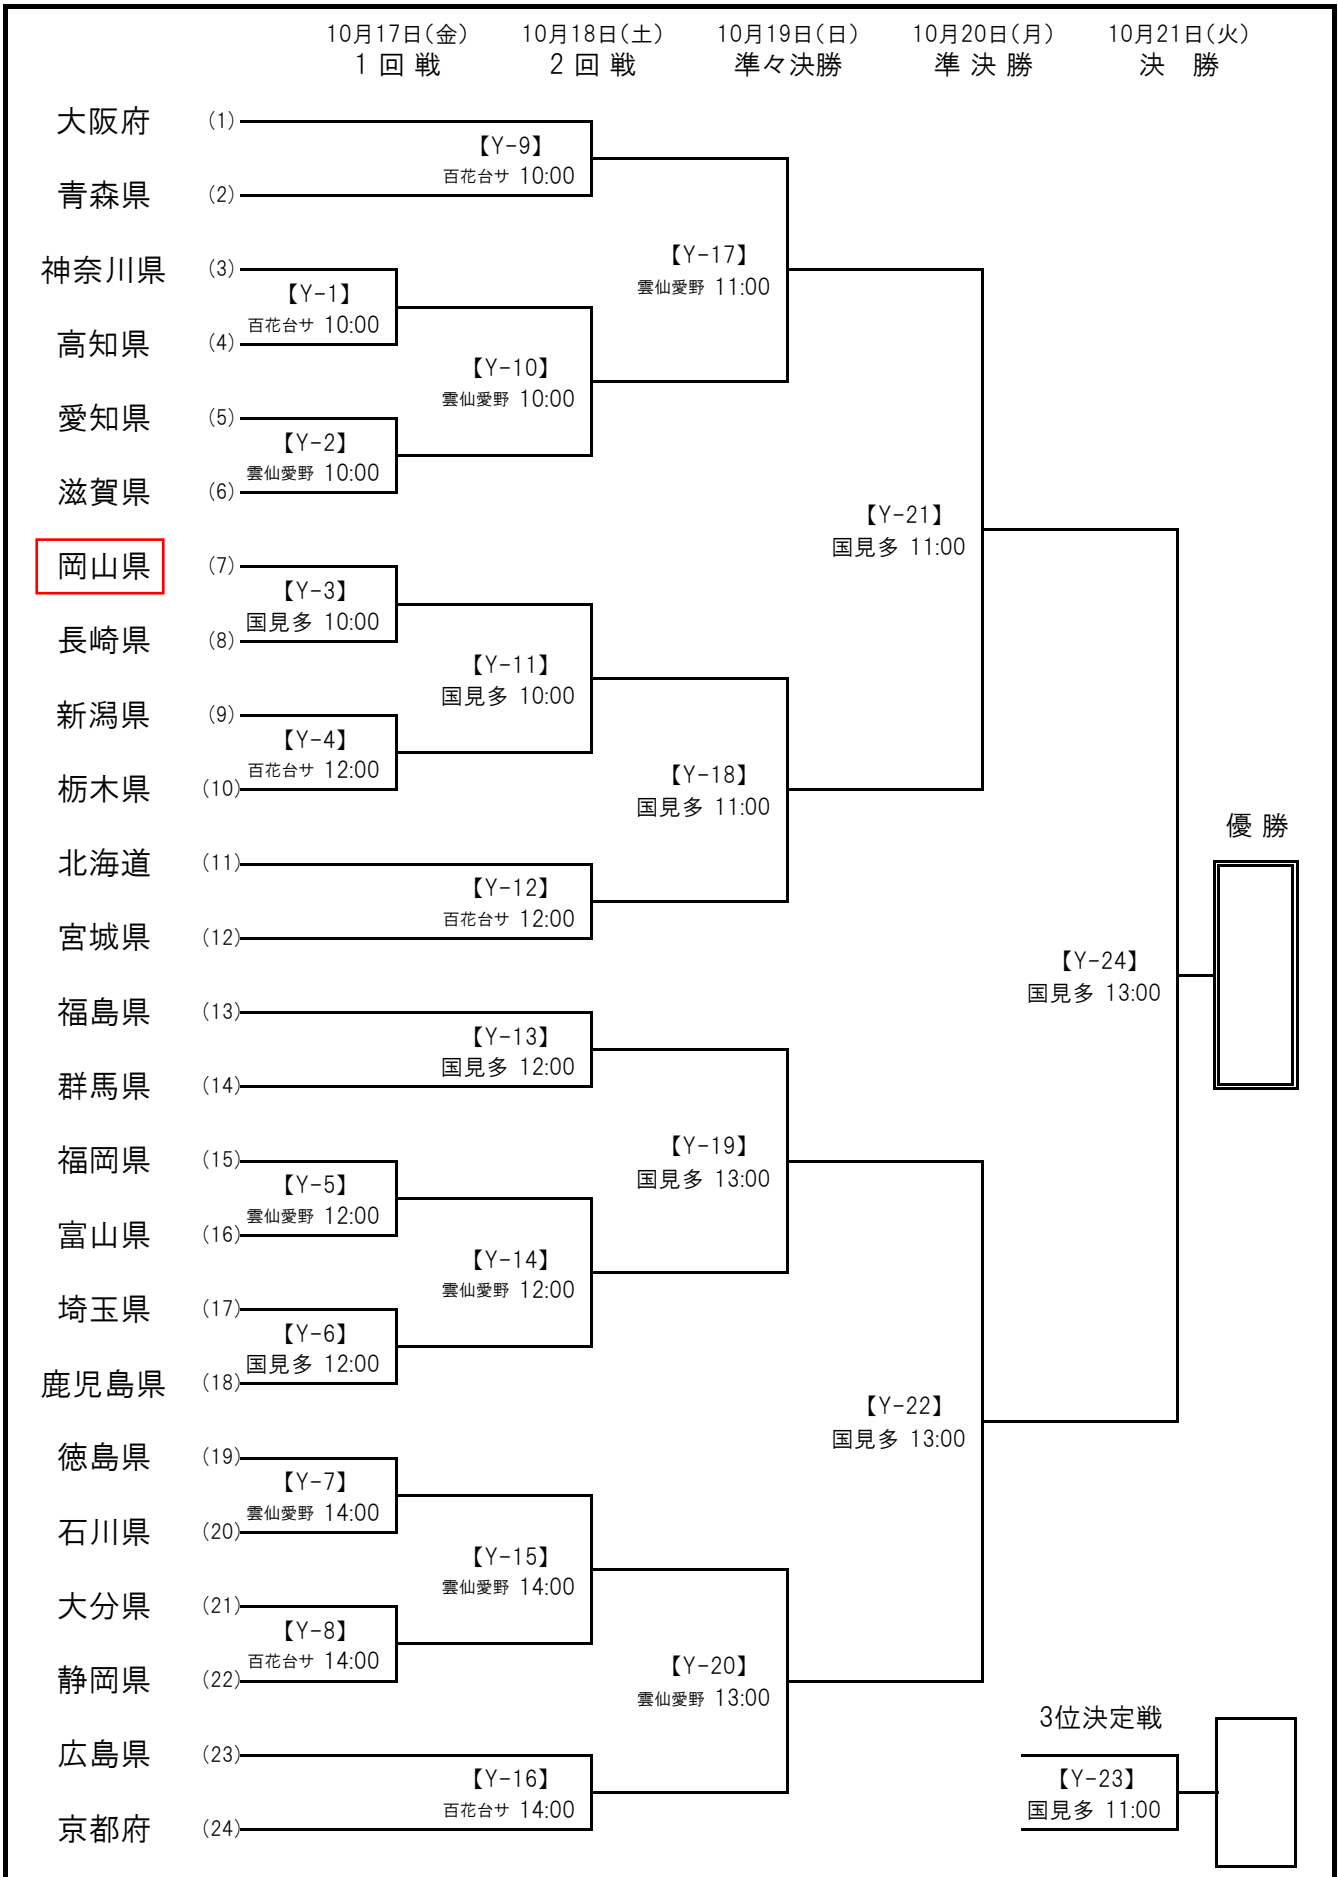 10月17日(金) 10月18日(土) 10月19日(日) 10月20日(月) 10月21日(火)
1 回 戦 2 回 戦 準々決勝 準 決 勝 決　勝
大阪府 (1)
【Y-9】
百花台サ 10:00
青森県 (2)
【Y-17】
雲仙愛野 11:00
神奈川県 (3)
【Y-1】
百花台サ 10:00
高知県 (4)
【Y-10】
雲仙愛野 10:00
愛知県 (5)
【Y-2】
雲仙愛野 10:00
滋賀県 (6)
【Y-21】
国見多 11:00
岡山県 (7)
【Y-3】
国見多 10:00
長崎県 (8)
【Y-11】
国見多 10:00
新潟県 (9)
【Y-4】
百花台サ 12:00
栃木県 (10)
【Y-18】
国見多 11:00
優 勝
北海道 (11)
【Y-12】
百花台サ 12:00
宮城県 (12)
【Y-24】
国見多 13:00
福島県 (13)
【Y-13】
国見多 12:00
群馬県 (14)
【Y-19】
国見多 13:00
福岡県 (15)
【Y-5】
雲仙愛野 12:00
富山県 (16)
【Y-14】
雲仙愛野 12:00
埼玉県 (17)
【Y-6】
国見多 12:00
鹿児島県 (18)
【Y-22】
国見多 13:00
徳島県 (19)
【Y-7】
雲仙愛野 14:00
石川県 (20)
【Y-15】
雲仙愛野 14:00
大分県 (21)
【Y-8】
百花台サ 14:00
静岡県 (22)
【Y-20】
雲仙愛野 13:00
3位決定戦
広島県 (23)
【Y-16】
百花台サ 14:00
【Y-23】
国見多 11:00
京都府 (24)